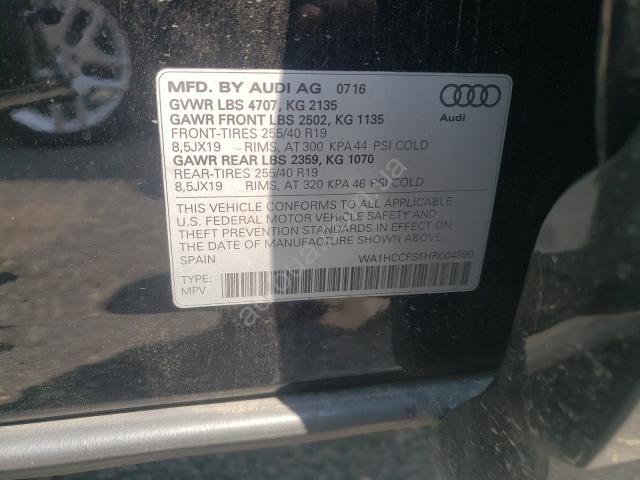 MFD. BY AUDI AG 07/16
GVWR LBS 4707, KG 2135
GAWR FRONT LBS 2502, KG 1135
FRONT-TIRES 255/40 R19
8,5JX19 RIMS, AT 300 KPA 44 PSI COLD
GAWR REAR LBS 2359, KG 1070
REAR-TIRES 255/40 R19
8,5JX19 RIMS, AT 320 KPA 46 PSI COLD
Audi
THIS VEHICLE CONFORMS TO ALL APPLICABLE
U.S. FEDERAL MOTOR VEHICLE SAFETY AND
THEFT PREVENTION STANDARDS IN EFFECT ON
THE DATE OF MANUFACTURE SHOWN ABOVE.
SPAIN WA1HCCFS5HR004390
TYPE:
MPV